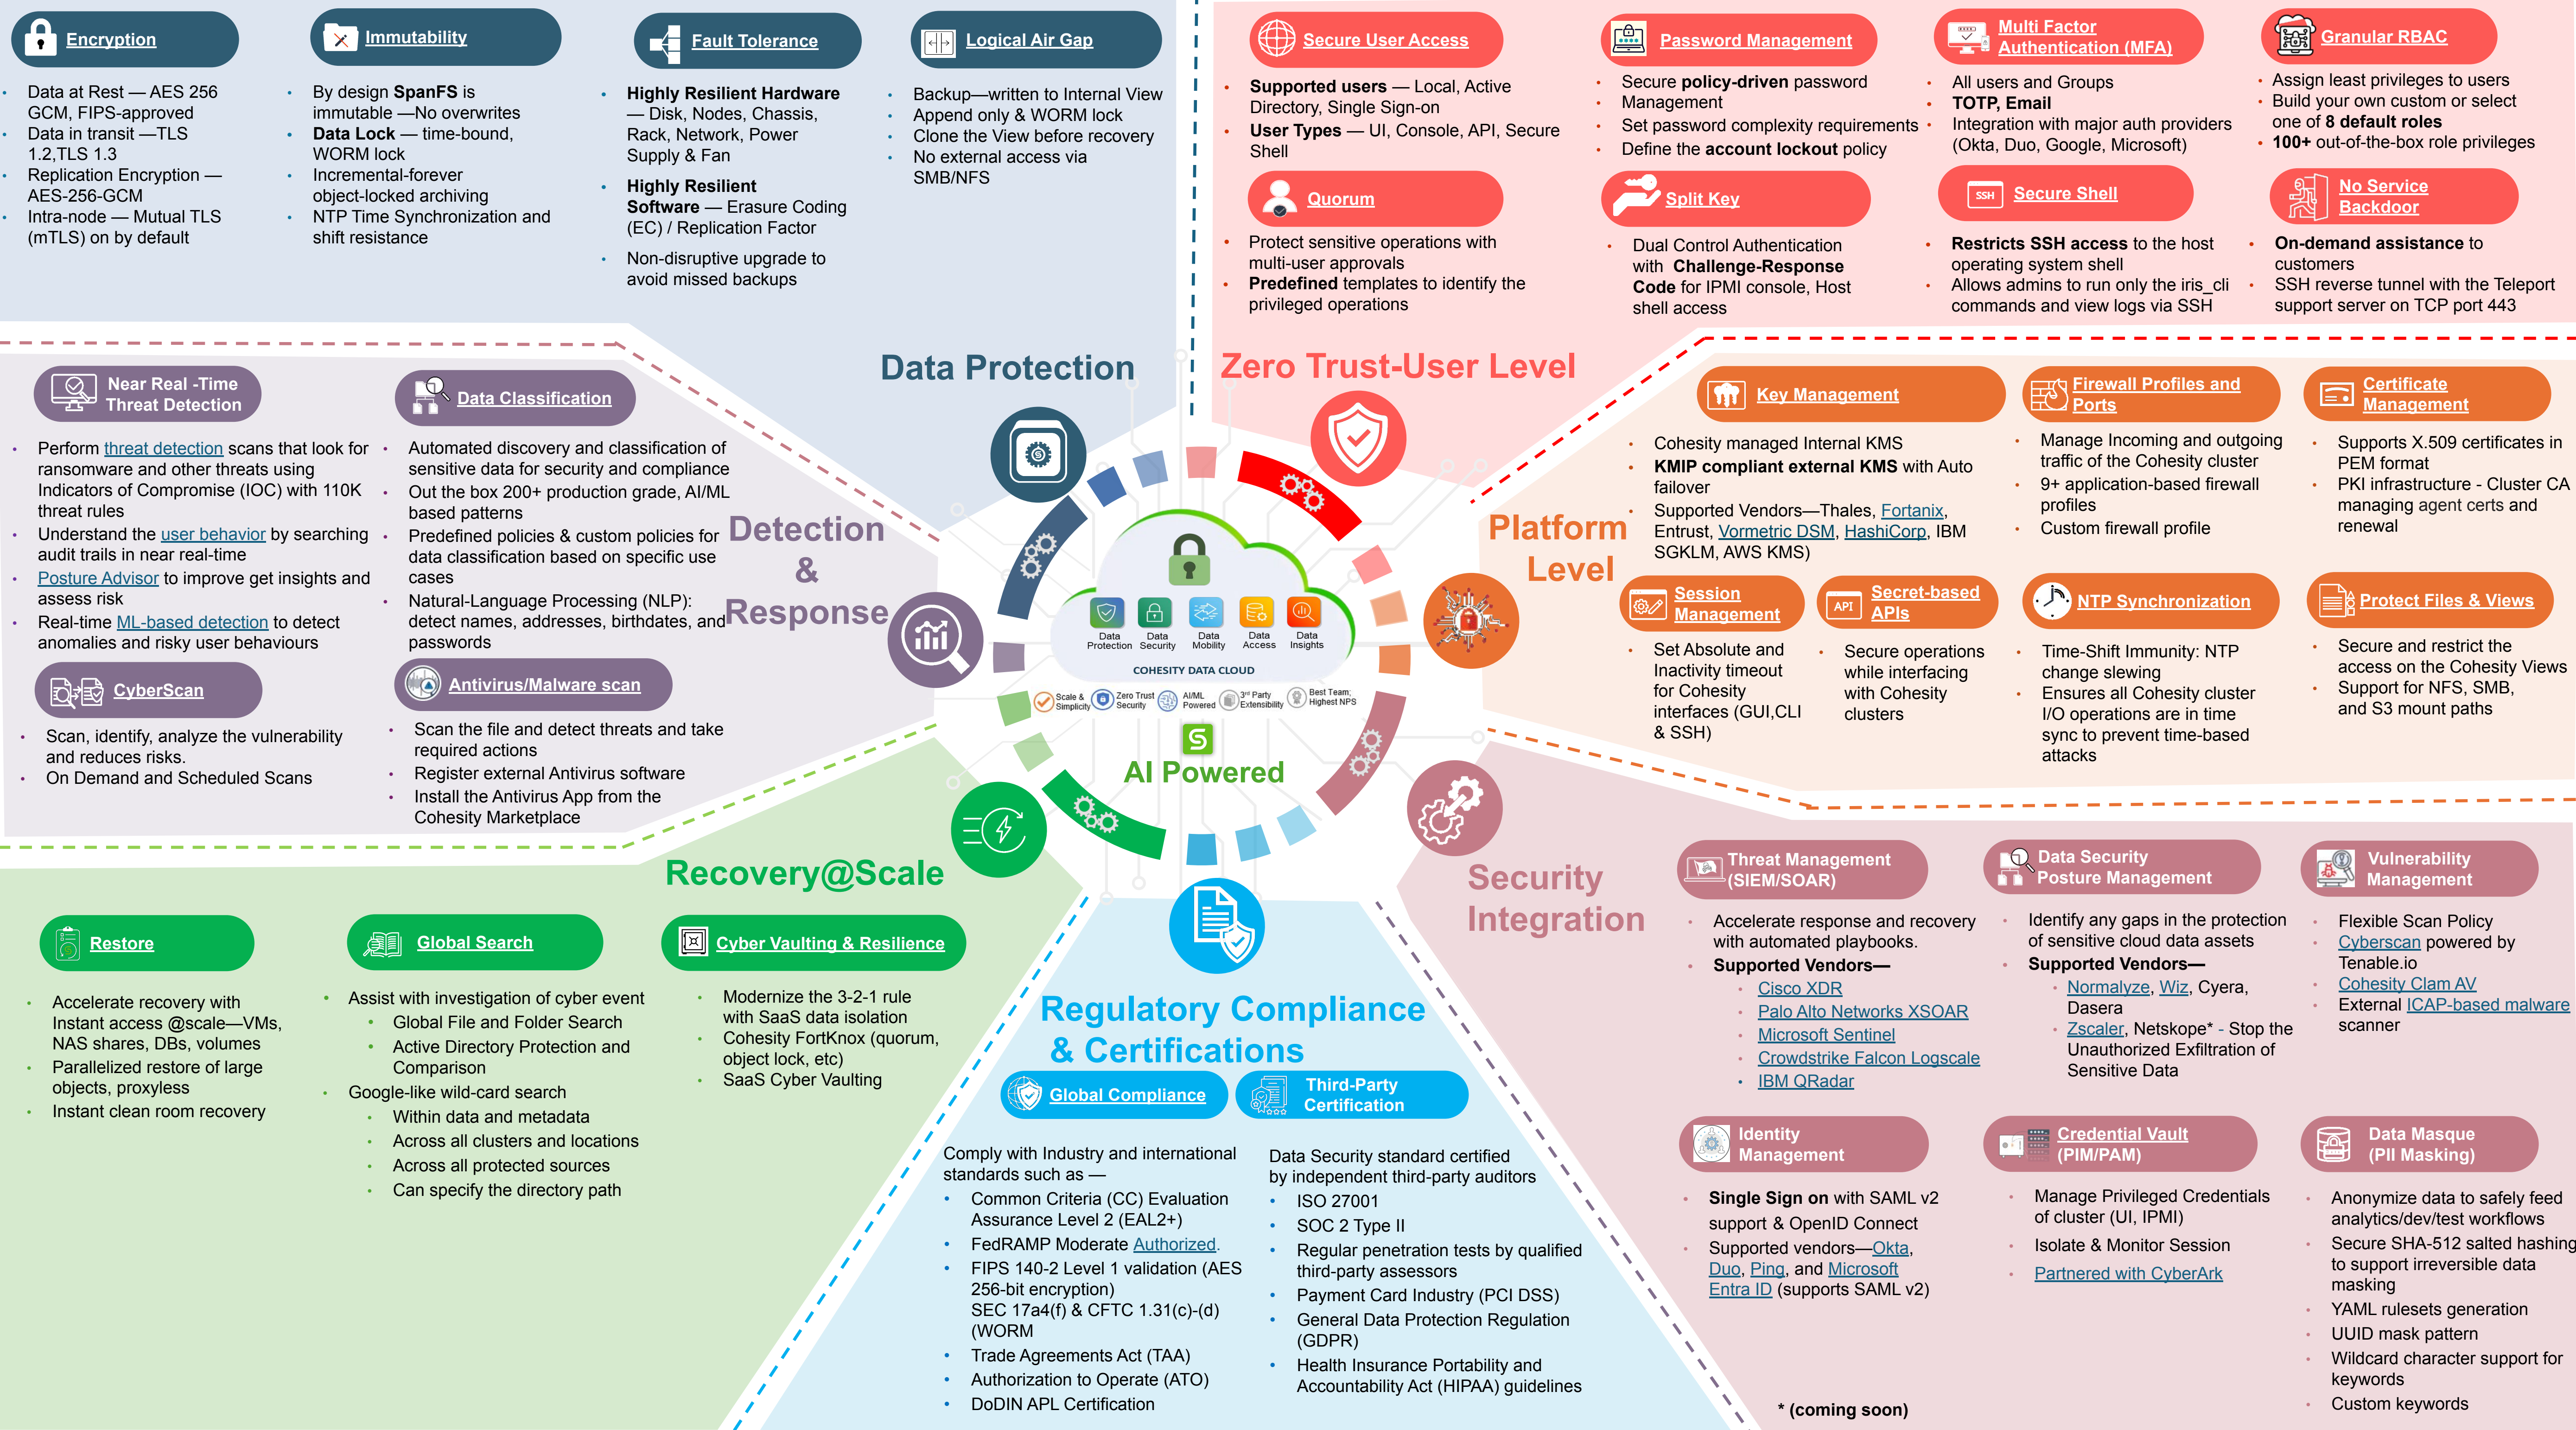 Encryption
Data at Rest — AES 256
GCM, FIPS-approved
Data in transit —TLS
1.2,TLS 1.3
Replication Encryption —
AES-256-GCM
Intra-node — Mutual TLS
(mTLS) on by default
Immutability
By design SpanFS is
immutable —No overwrites
Data Lock — time-bound,
WORM lock
Incremental-forever
object-locked archiving
NTP Time Synchronization and
shift resistance
Fault Tolerance
Highly Resilient Hardware
— Disk, Nodes, Chassis,
Rack, Network, Power
Supply & Fan
Highly Resilient
Software — Erasure Coding
(EC) / Replication Factor
Non-disruptive upgrade to
avoid missed backups
Logical Air Gap
Backup—written to Internal View
Append only & WORM lock
Clone the View before recovery
No external access via
SMB/NFS
Data Protection
Secure User Access
Supported users — Local, Active
Directory, Single Sign-on
User Types — UI, Console, API, Secure
Shell
Password Management
Secure policy-driven password
Management
Set password complexity requirements
Define the account lockout policy
Multi Factor
Authentication (MFA)
All users and Groups
TOTP, Email
Integration with major auth providers
(Okta, Duo, Google, Microsoft)
Granular RBAC
Assign least privileges to users
Build your own custom or select
one of 8 default roles
100+ out-of-the-box role privileges
Quorum
Protect sensitive operations with
multi-user approvals
Predefined templates to identify the
privileged operations
Split Key
Dual Control Authentication
with Challenge-Response
Code for IPMI console, Host
shell access
SSH
Secure Shell
Restricts SSH access to the host
operating system shell
Allows admins to run only the iris_cli
commands and view logs via SSH
No Service
Backdoor
On-demand assistance to
customers
SSH reverse tunnel with the Teleport
support server on TCP port 443
Zero Trust-User Level
Near Real -Time
Threat Detection
Perform threat detection scans that look for
ransomware and other threats using
Indicators of Compromise (IOC) with 110K
threat rules
Understand the user behavior by searching
audit trails in near real-time
Posture Advisor to improve get insights and
assess risk
Real-time ML-based detection to detect
anomalies and risky user behaviours
Data Classification
Automated discovery and classification of
sensitive data for security and compliance
Out the box 200+ production grade, AI/ML
based patterns
Predefined policies & custom policies for
data classification based on specific use
cases
Natural-Language Processing (NLP):
detect names, addresses, birthdates, and
passwords
CyberScan
Scan, identify, analyze the vulnerability
and reduces risks.
On Demand and Scheduled Scans
Antivirus/Malware scan
Scan the file and detect threats and take
required actions
Register external Antivirus software
Install the Antivirus App from the
Cohesity Marketplace
Detection
&
Response
Data
Protection
Data
Security
Data
Mobility
Data
Access
Data
Insights
COHESITY DATA CLOUD
Scale &
Simplicity
Zero Trust
Security
AI/ML
Powered
3rd Party
Extensibility
Best Team;
Highest NPS
S
AI Powered
Platform
Level
Key Management
Cohesity managed Internal KMS
KMIP compliant external KMS with Auto
failover
Supported Vendors—Thales, Fortanix,
Entrust, Vormetric DSM, HashiCorp, IBM
SGKLM, AWS KMS)
Firewall Profiles and
Ports
Manage Incoming and outgoing
traffic of the Cohesity cluster
9+ application-based firewall
profiles
Custom firewall profile
Certificate
Management
Supports X.509 certificates in
PEM format
PKI infrastructure - Cluster CA
managing agent certs and
renewal
Session
Management
Set Absolute and
Inactivity timeout
for Cohesity
interfaces (GUI,CLI
& SSH)
API
Secret-based
APIs
Secure operations
while interfacing
with Cohesity
clusters
NTP Synchronization
Time-Shift Immunity: NTP
change slewing
Ensures all Cohesity cluster
I/O operations are in time
sync to prevent time-based
attacks
Protect Files & Views
Secure and restrict the
access on the Cohesity Views
Support for NFS, SMB,
and S3 mount paths
Recovery@Scale
Restore
Accelerate recovery with
Instant access @scale—VMs,
NAS shares, DBs, volumes
Parallelized restore of large
objects, proxyless
Instant clean room recovery
Global Search
Assist with investigation of cyber event
Global File and Folder Search
Active Directory Protection and
Comparison
Google-like wild-card search
Within data and metadata
Across all clusters and locations
Across all protected sources
Can specify the directory path
Cyber Vaulting & Resilience
Modernize the 3-2-1 rule
with SaaS data isolation
Cohesity FortKnox (quorum,
object lock, etc)
SaaS Cyber Vaulting
Regulatory Compliance
& Certifications
Global Compliance
Comply with Industry and international
standards such as —
Common Criteria (CC) Evaluation
Assurance Level 2 (EAL2+)
FedRAMP Moderate Authorized.
FIPS 140-2 Level 1 validation (AES
256-bit encryption)
SEC 17a4(f) & CFTC 1.31(c)-(d)
(WORM
Trade Agreements Act (TAA)
Authorization to Operate (ATO)
DoDIN APL Certification
Third-Party
Certification
Data Security standard certified
by independent third-party auditors
ISO 27001
SOC 2 Type II
Regular penetration tests by qualified
third-party assessors
Payment Card Industry (PCI DSS)
General Data Protection Regulation
(GDPR)
Health Insurance Portability and
Accountability Act (HIPAA) guidelines
Security
Integration
Threat Management
(SIEM/SOAR)
Accelerate response and recovery
with automated playbooks.
Supported Vendors—
Cisco XDR
Palo Alto Networks XSOAR
Microsoft Sentinel
Crowdstrike Falcon Logscale
IBM QRadar
Data Security
Posture Management
Identify any gaps in the protection
of sensitive cloud data assets
Supported Vendors—
Normalyze, Wiz, Cyera,
Dasera
Zscaler, Netskope* - Stop the
Unauthorized Exfiltration of
Sensitive Data
Vulnerability
Management
Flexible Scan Policy
Cyberscan powered by
Tenable.io
Cohesity Clam AV
External ICAP-based malware
scanner
Identity
Management
Single Sign on with SAML v2
support & OpenID Connect
Supported vendors—Okta,
Duo, Ping, and Microsoft
Entra ID (supports SAML v2)
Credential Vault
(PIM/PAM)
Manage Privileged Credentials
of cluster (UI, IPMI)
Isolate & Monitor Session
Partnered with CyberArk
Data Masque
(PII Masking)
Anonymize data to safely feed
analytics/dev/test workflows
Secure SHA-512 salted hashing
to support irreversible data
masking
YAML rulesets generation
UUID mask pattern
Wildcard character support for
keywords
Custom keywords
* (coming soon)